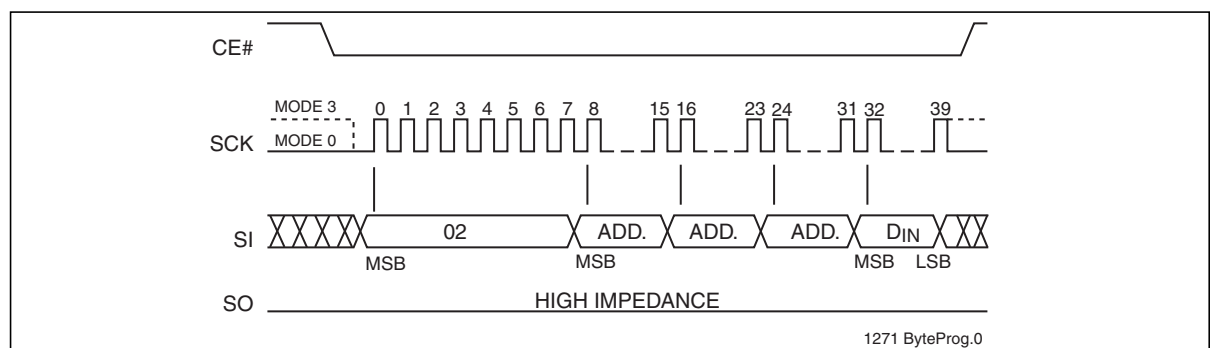 CE#
MODE 3
0 1 2 3 4 5 6 7 8 15 16 23 24 31 32 39
SCK MODE 0
SI 02 ADD. ADD. ADD. DIN
MSB MSB MSB LSB
SO HIGH IMPEDANCE
1271 ByteProg.0